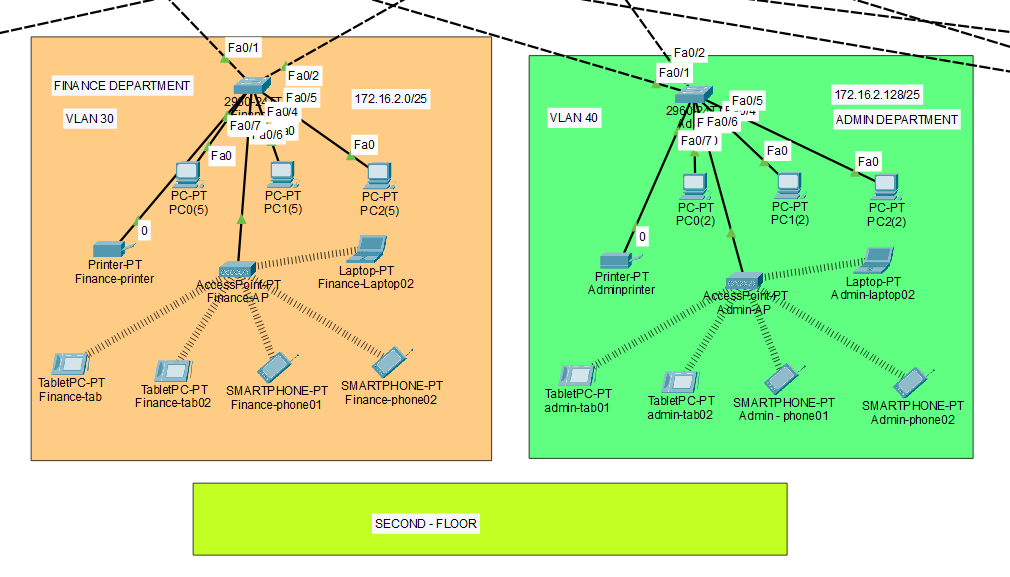 Fa0/1
FINANCE DEPARTMENT
Fa0/2
Fa0/5
172.16.2.0/25
VLAN 30
Fa0/4
Fa0/7
Fa0
Fa0
PC-PT
PC0(5)
PC-PT
PC1(5)
PC-PT
PC2(5)
0
Printer-PT
Finance-printer
AccessPoint-PT
Finance-AP
Laptop-PT
Finance-Laptop02
TabletPC-PT
Finance-tab
TabletPC-PT
Finance-tab02
SMARTPHONE-PT
Finance-phone01
SMARTPHONE-PT
Finance-phone02
Fa0/2
Fa0/1
Fa0/5
172.16.2.128/25
VLAN 40
ADMIN DEPARTMENT
Fa0/6
Fa0/7
Fa0
Fa0
PC-PT
PC0(2)
PC-PT
PC1(2)
PC-PT
PC2(2)
0
Printer-PT
Adminprinter
AccessPoint-PT
Admin-AP
Laptop-PT
Admin-laptop02
TabletPC-PT
admin-tab01
TabletPC-PT
admin-tab02
SMARTPHONE-PT
Admin - phone01
SMARTPHONE-PT
Admin-phone02
SECOND - FLOOR